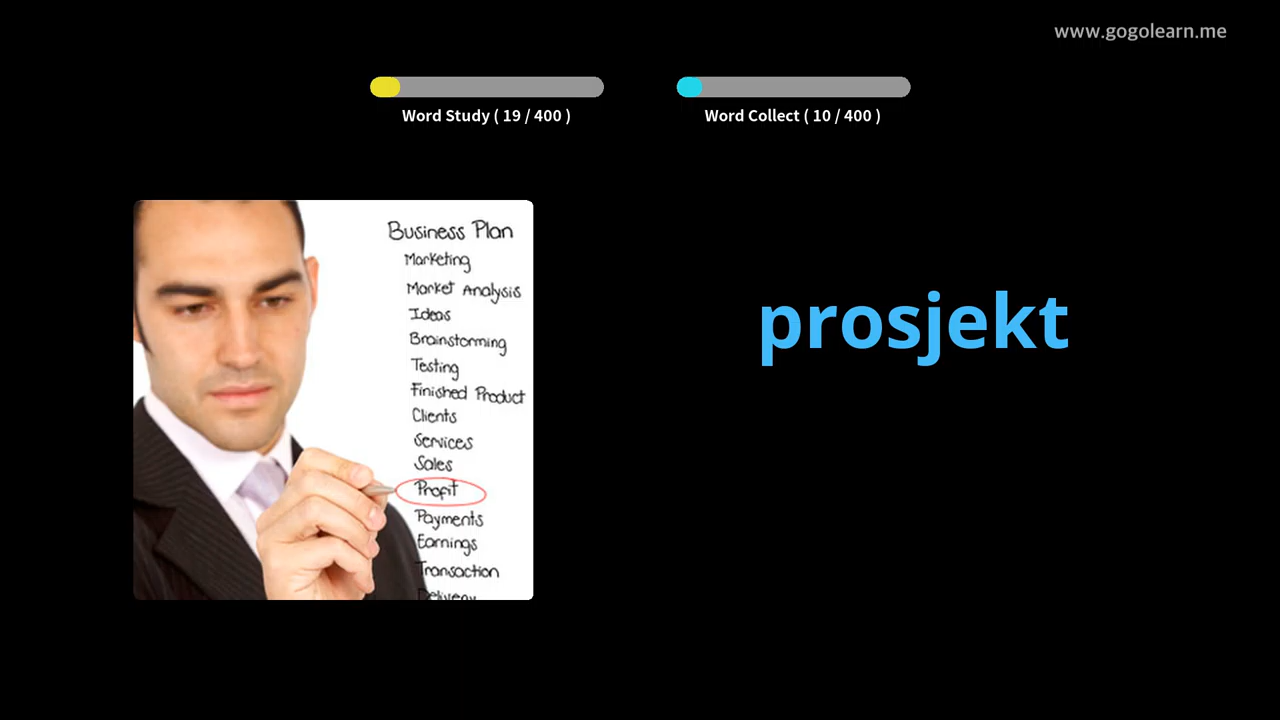 www.gogolearn.me
Word Study ( 19 / 400 )
Word Collect ( 10 / 400 )
Business Plan
Marketing
Market Analysis
Ideas
Brainstorming
Testing
Finished Product
Clients
Services
Sales
Profit
Payments
Earnings
Transaction
Delivery
prosjekt